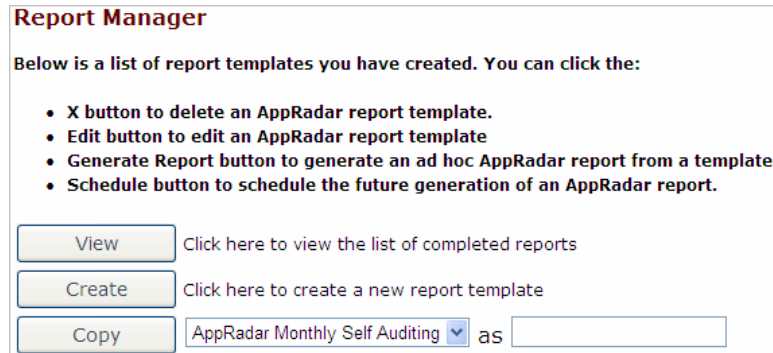 Report Manager
Below is a list of report templates you have created. You can click the:
• X button to delete an AppRadar report template.
• Edit button to edit an AppRadar report template
• Generate Report button to generate an ad hoc AppRadar report from a template
• Schedule button to schedule the future generation of an AppRadar report.
View Click here to view the list of completed reports
Create Click here to create a new report template
Copy AppRadar Monthly Self Auditing as